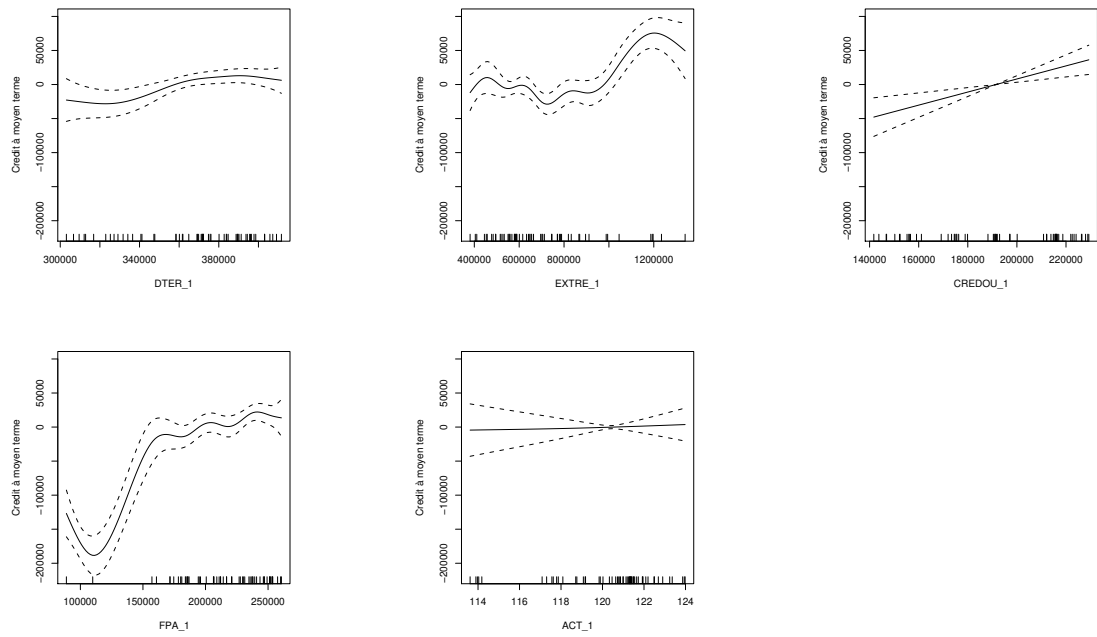 50000
0
−100000
−200000
Credit à moyen terme
300000 340000 380000
DTER_1
50000
0
−100000
−200000
Credit à moyen terme
400000 600000 800000 1200000
EXTRE_1
50000
0
−100000
−200000
Credit à moyen terme
140000 160000 180000 200000 220000
CREDOU_1
50000
0
−100000
−200000
Credit à moyen terme
100000 150000 200000 250000
FPA_1
50000
0
−100000
−200000
Credit à moyen terme
114 116 118 120 122 124
ACT_1